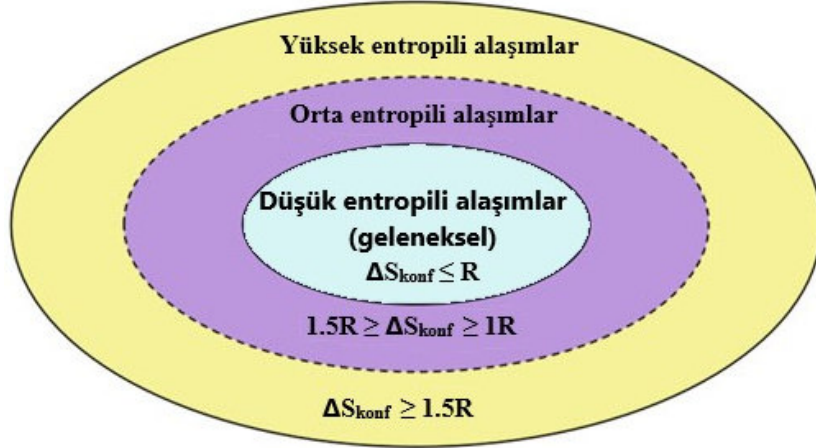 Yüksek entropili alaşımlar
Orta entropili alaşımlar
Düşük entropili alaşımlar
(geleneksel)
ΔSkonf ≤ R
1.5R ≥ ΔSkonf ≥ 1R
ΔSkonf ≥ 1.5R